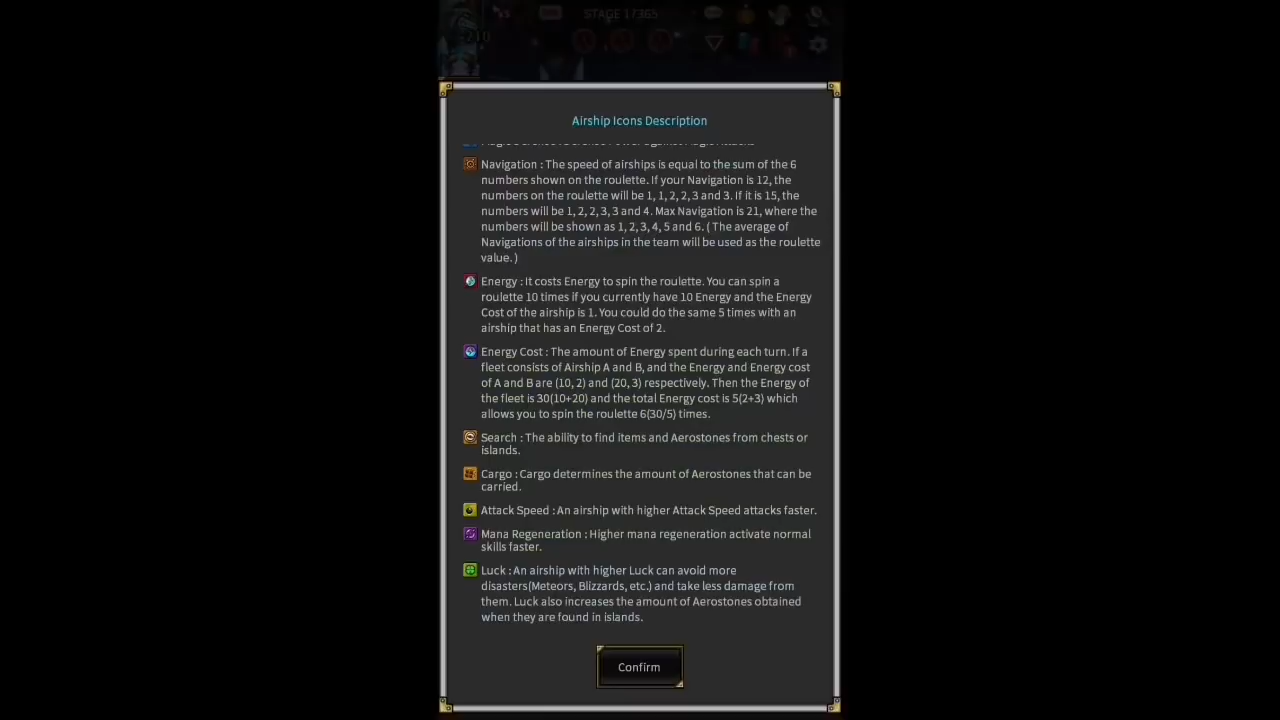 STAGE 1/365
Airship Icons Description
Navigation : The speed of airships is equal to the sum of the 6
numbers shown on the roulette. If your Navigation is 12, the
numbers on the roulette will be 1, 1, 2, 2, 3 and 3. If it is 15, the
numbers will be 1, 2, 2, 3, 3 and 4. Max Navigation is 21, where the
numbers will be shown as 1, 2, 3, 4, 5 and 6. ( The average of
Navigations of the airships in the team will be used as the roulette
value. )
Energy : It costs Energy to spin the roulette. You can spin a
roulette 10 times if you currently have 10 Energy and the Energy
Cost of the airship is 1. You could do the same 5 times with an
airship that has an Energy Cost of 2.
Energy Cost : The amount of Energy spent during each turn. If a
fleet consists of Airship A and B, and the Energy and Energy cost
of A and B are (10, 2) and (20, 3) respectively. Then the Energy of
the fleet is 30(10+20) and the total Energy cost is 5(2+3) which
allows you to spin the roulette 6(30/5) times.
Search : The ability to find items and Aerostones from chests or
islands.
Cargo : Cargo determines the amount of Aerostones that can be
carried.
Attack Speed : An airship with higher Attack Speed attacks faster.
Mana Regeneration : Higher mana regeneration activate normal
skills faster.
Luck : An airship with higher Luck can avoid more
disasters(Meteors, Blizzards, etc.) and take less damage from
them. Luck also increases the amount of Aerostones obtained
when they are found in islands.
Confirm